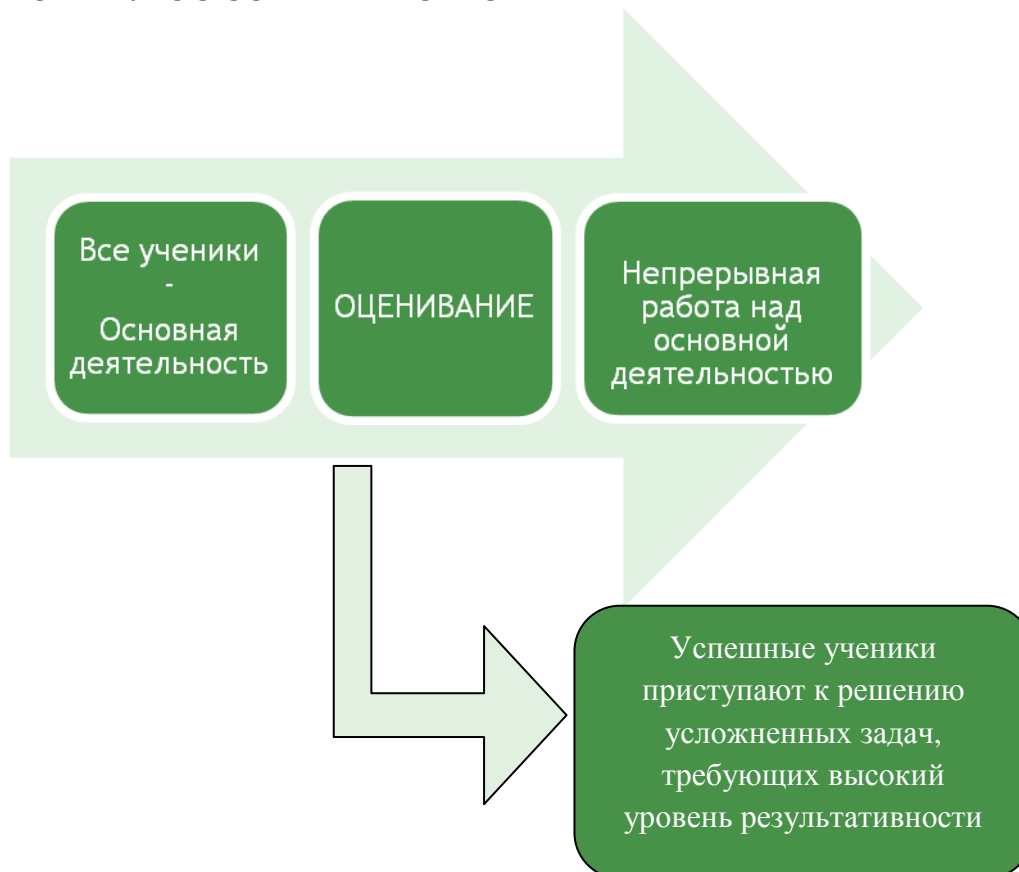 Все ученики
-
Основная
деятельность
ОЦЕНИВАНИЕ
Непрерывная
работа над
основной
деятельностью
Успешные ученики
приступают к решению
усложненных задач,
требующих высокий
уровень результативности